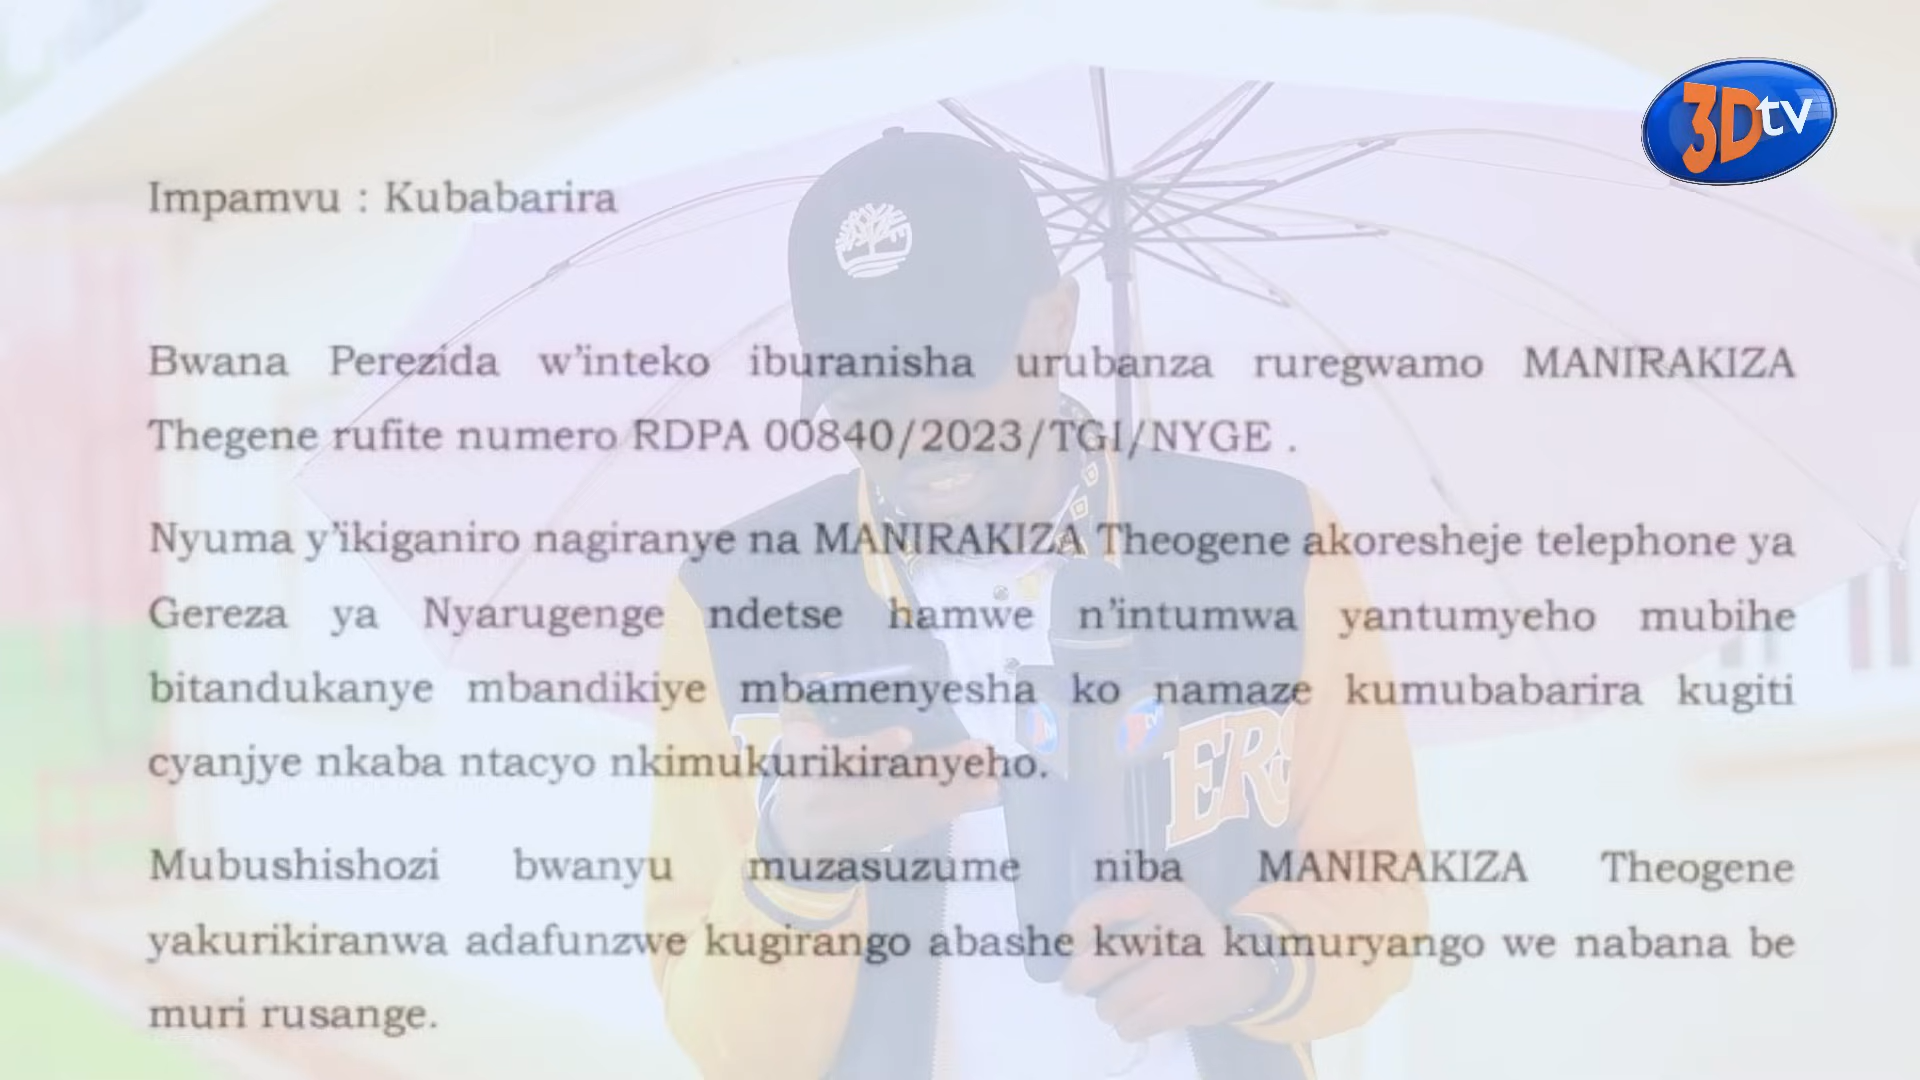 3Dtv
Impamvu : Kubabarira
Bwana Perezida w'inteko iburanisha urubanza ruregwamo MANIRAKIZA
Thegene rufite numero RDPA 00840/2023/TGI/NYGE .
Nyuma y'ikiganiro nagiranye na MANIRAKIZA Theogene akoresheje telephone ya
Gereza ya Nyarugenge ndetse hamwe n'intumwa yantumyeho mubihe
bitandukanye mbandikiye mbamenyesha ko namaze kumubabarira kugiti
cyanjye nkaba ntacyo nkimukurikiranyeho.
Mubushishozi bwanyu muzasuzume niba MANIRAKIZA Theogene
yakurikiranwa adafunzwe kugirango abashe kwita kumuryango we nabana be
muri rusange.
ERS